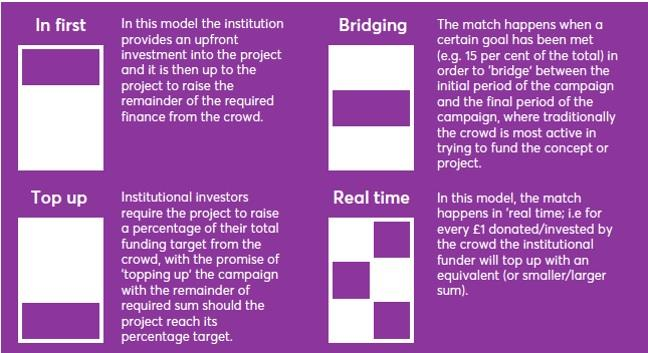 In first
In this model the institution
provides an upfront
investment into the project
and it is then up to the
project to raise the
remainder of the required
finance from the crowd.
Bridging
The match happens when a
certain goal has been met
(e.g. 15 per cent of the total) in
order to 'bridge' between the
initial period of the campaign
and the final period of the
campaign, where traditionally
the crowd is most active in
trying to fund the concept or
project.
Top up
Institutional investors
require the project to raise
a percentage of their total
funding target from the
crowd, with the promise of
'topping up' the campaign
with the remainder of
required sum should the
project reach its
percentage target.
Real time
In this model, the match
happens in 'real time; i.e for
every £1 donated/invested by
the crowd the institutional
funder will top up with an
equivalent (or smaller/larger
sum).